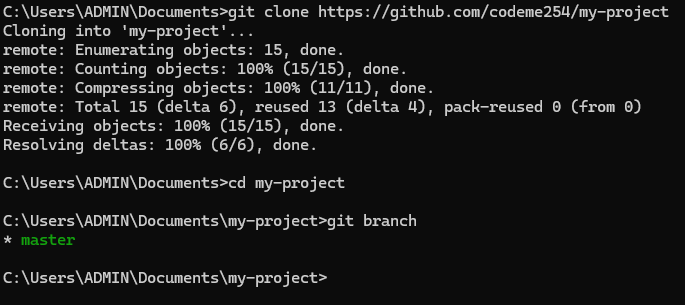 C:\Users\ADMIN\Documents>git clone https://github.com/codeme254/my-project
Cloning into 'my-project'...
remote: Enumerating objects: 15, done.
remote: Counting objects: 100% (15/15), done.
remote: Compressing objects: 100% (11/11), done.
remote: Total 15 (delta 6), reused 13 (delta 4), pack-reused 0 (from 0)
Receiving objects: 100% (15/15), done.
Resolving deltas: 100% (6/6), done.
C:\Users\ADMIN\Documents>cd my-project
C:\Users\ADMIN\Documents\my-project>git branch
* master
C:\Users\ADMIN\Documents\my-project>